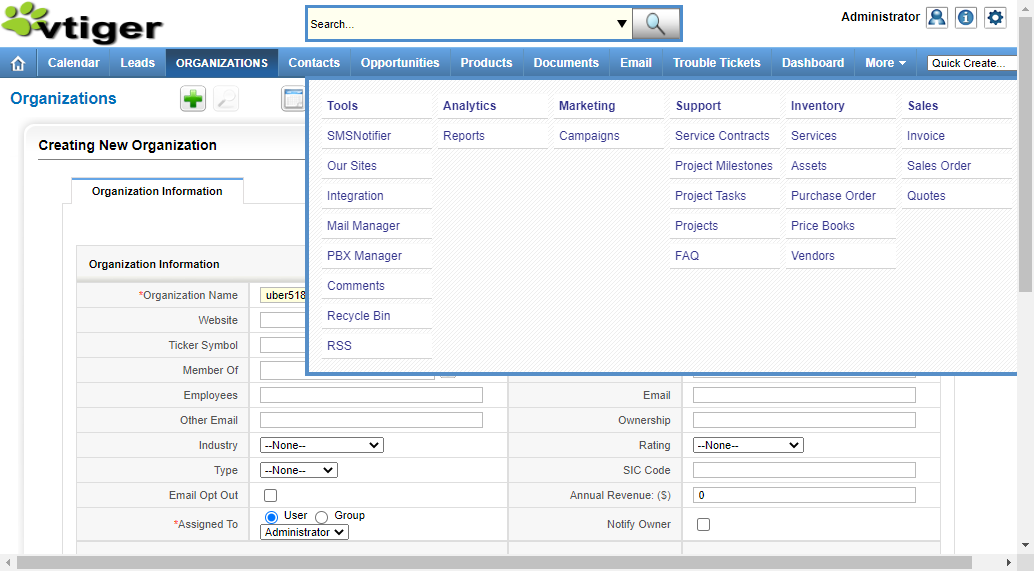 vtiger
Search...
Administrator
Calendar Leads ORGANIZATIONS Contacts Opportunities Products Documents Email Trouble Tickets Dashboard More Quick Create...
Organizations
Tools Analytics Marketing Support Inventory Sales
SMSNotifier Reports Campaigns Service Contracts Services Invoice
Our Sites Project Milestones Assets Sales Order
Integration Project Tasks Purchase Order Quotes
Mail Manager Projects Price Books
PBX Manager FAQ Vendors
Comments
Recycle Bin
RSS
Creating New Organization
Organization Information
Organization Information
*Organization Name uber518
Website
Ticker Symbol
Member Of
Employees Email
Other Email Ownership
Industry --None-- Rating --None--
Type --None-- SIC Code
Email Opt Out Annual Revenue: ($) 0
*Assigned To User Group Notify Owner
Administrator